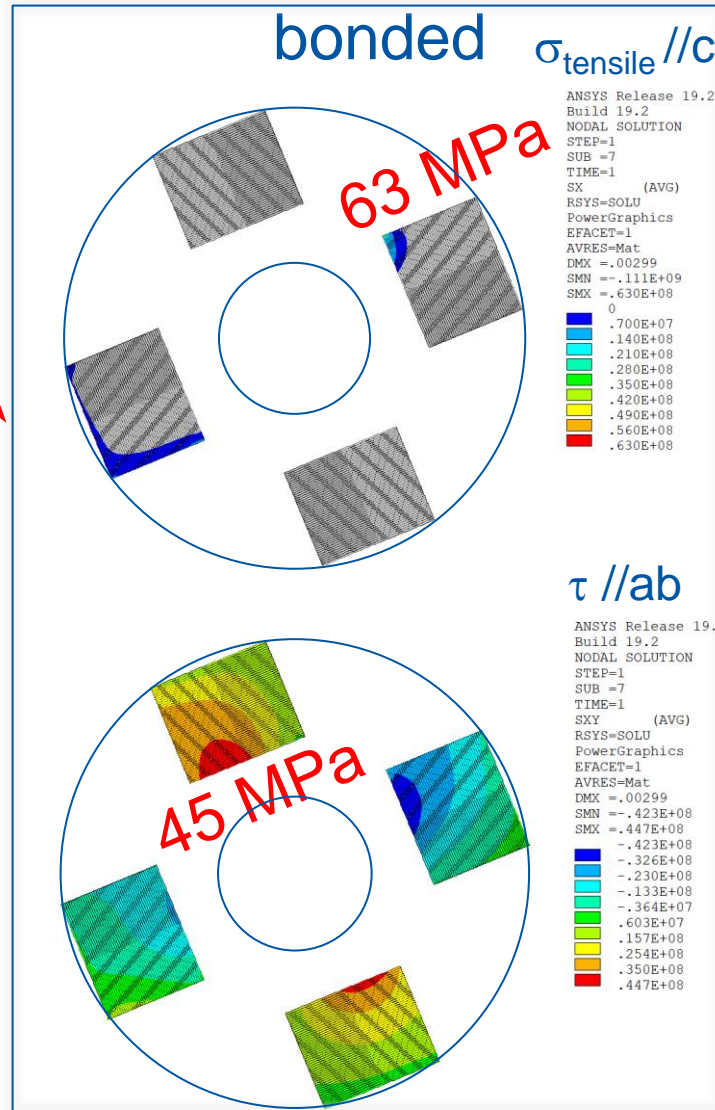 bonded
σtensile //c
63 MPa
ANSYS Release 19.2
Build 19.2
NODAL SOLUTION
STEP=1
SUB =7
TIME=1
SX (AVG)
RSYS=SOLU
PowerGraphics
EFACET=1
AVRES=Mat
DMX =.00299
SMN =-.111E+09
SMX =.630E+08
0
.700E+07
.140E+08
.210E+08
.280E+08
.350E+08
.420E+08
.490E+08
.560E+08
.630E+08
τ //ab
45 MPa
ANSYS Release 19.
Build 19.2
NODAL SOLUTION
STEP=1
SUB =7
TIME=1
SXY (AVG)
RSYS=SOLU
PowerGraphics
EFACET=1
AVRES=Mat
DMX =.00299
SMN =-.423E+08
SMX =.447E+08
-.423E+08
-.326E+08
-.230E+08
-.133E+08
-.364E+07
.603E+07
.157E+08
.254E+08
.350E+08
.447E+08